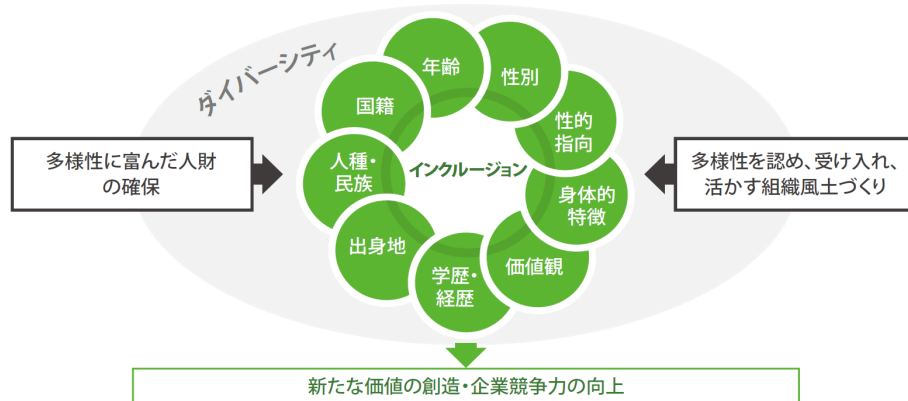 ダイバーシティ
年齢
性別
国籍
性的
指向
人種・
民族
インクルージョン
身体的
特徴
出身地
価値観
学歴・
経歴
多様性に富んだ人財
の確保
多様性を認め、受け入れ、
活かす組織風土づくり
新たな価値の創造・企業競争力の向上